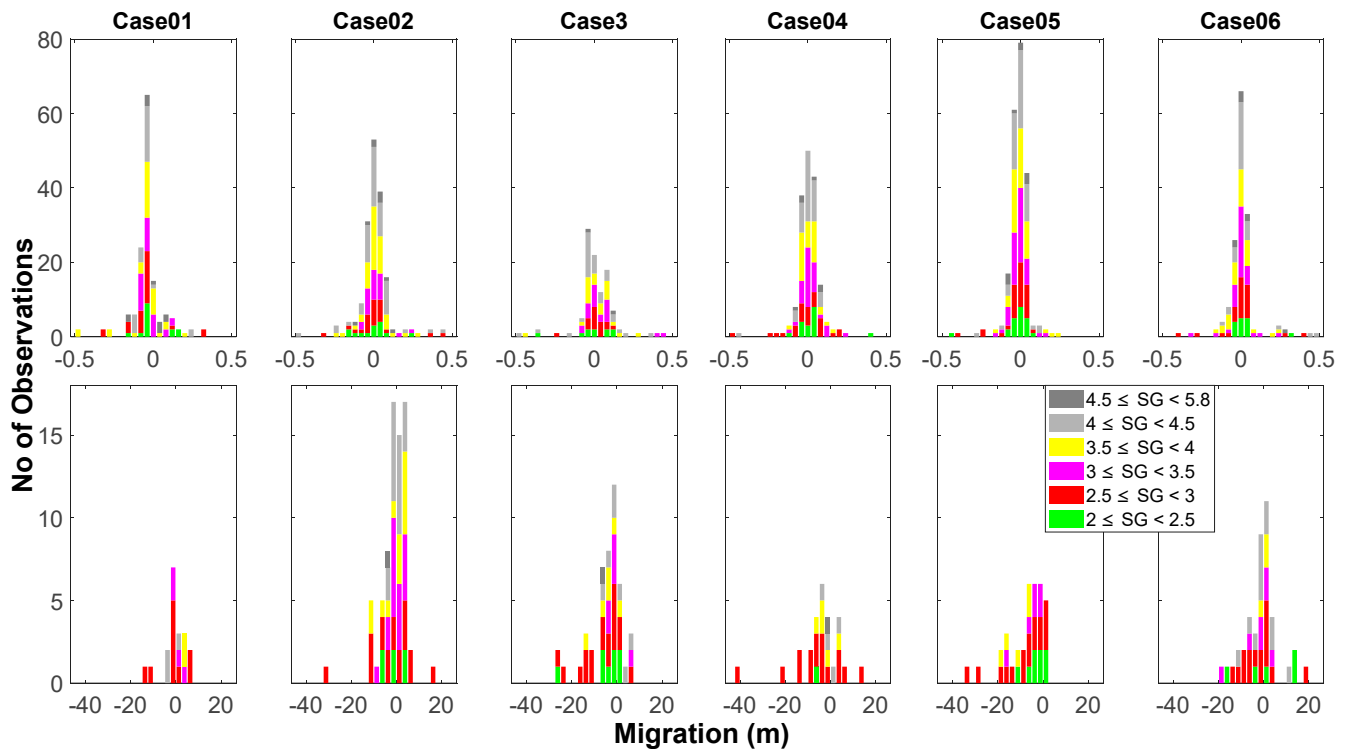 Case01 Case02 Case3 Case04 Case05 Case06
80
60
40
20
0
-0.5 0 0.5 -0.5 0 0.5 -0.5 0 0.5 -0.5 0 0.5 -0.5 0 0.5 -0.5 0 0.5
No of Observations
15
10
5
0
4.5 ≤ SG < 5.8
4 ≤ SG < 4.5
3.5 ≤ SG < 4
3 ≤ SG < 3.5
2.5 ≤ SG < 3
2 ≤ SG < 2.5
-40 -20 0 20 -40 -20 0 20 -40 -20 0 20 -40 -20 0 20 -40 -20 0 20 -40 -20 0 20
Migration (m)